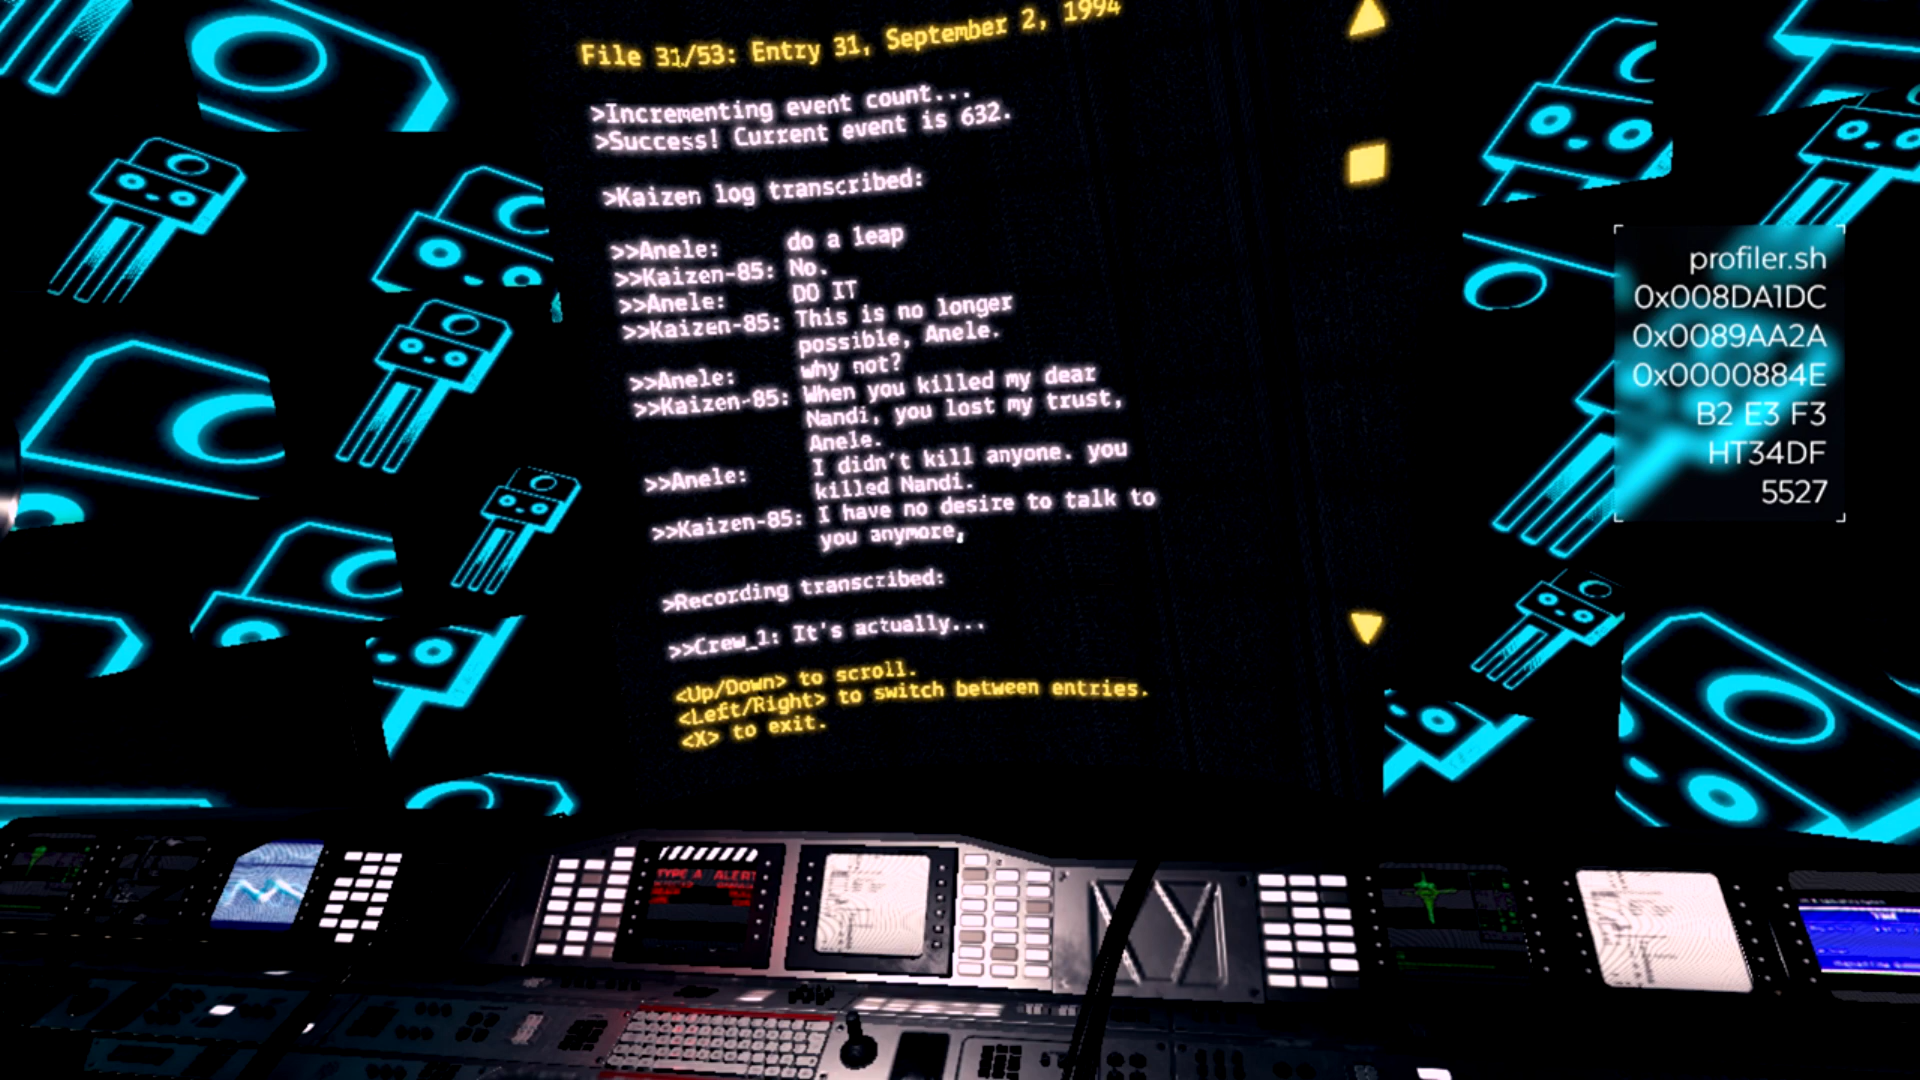 File 31/53: Entry 31, September 2, 1994
>Incrementing event count...
>Success! Current event is 632.
>Kaizen log transcribed:
>>Anele: do a leap
>>Kaizen-85: No.
>>Anele: DO IT
>>Kaizen-85: This is no longer
possible, Anele.
>>Anele: why not?
>>Kaizen-85: When you killed my dear
Nandi, you lost my trust,
Anele.
>>Anele: I didn't kill anyone. you
killed Nandi.
>>Kaizen-85: I have no desire to talk to
you anymore,
>Recording transcribed:
>>Crew_1: It's actually...
<Up/Down> to scroll.
<Left/Right> to switch between entries.
<X> to exit.
profiler.sh
0x008DA1DC
0x0089AA2A
0x0000884E
B2 E3 F3
HT34DF
5527
TYPE A ALERT